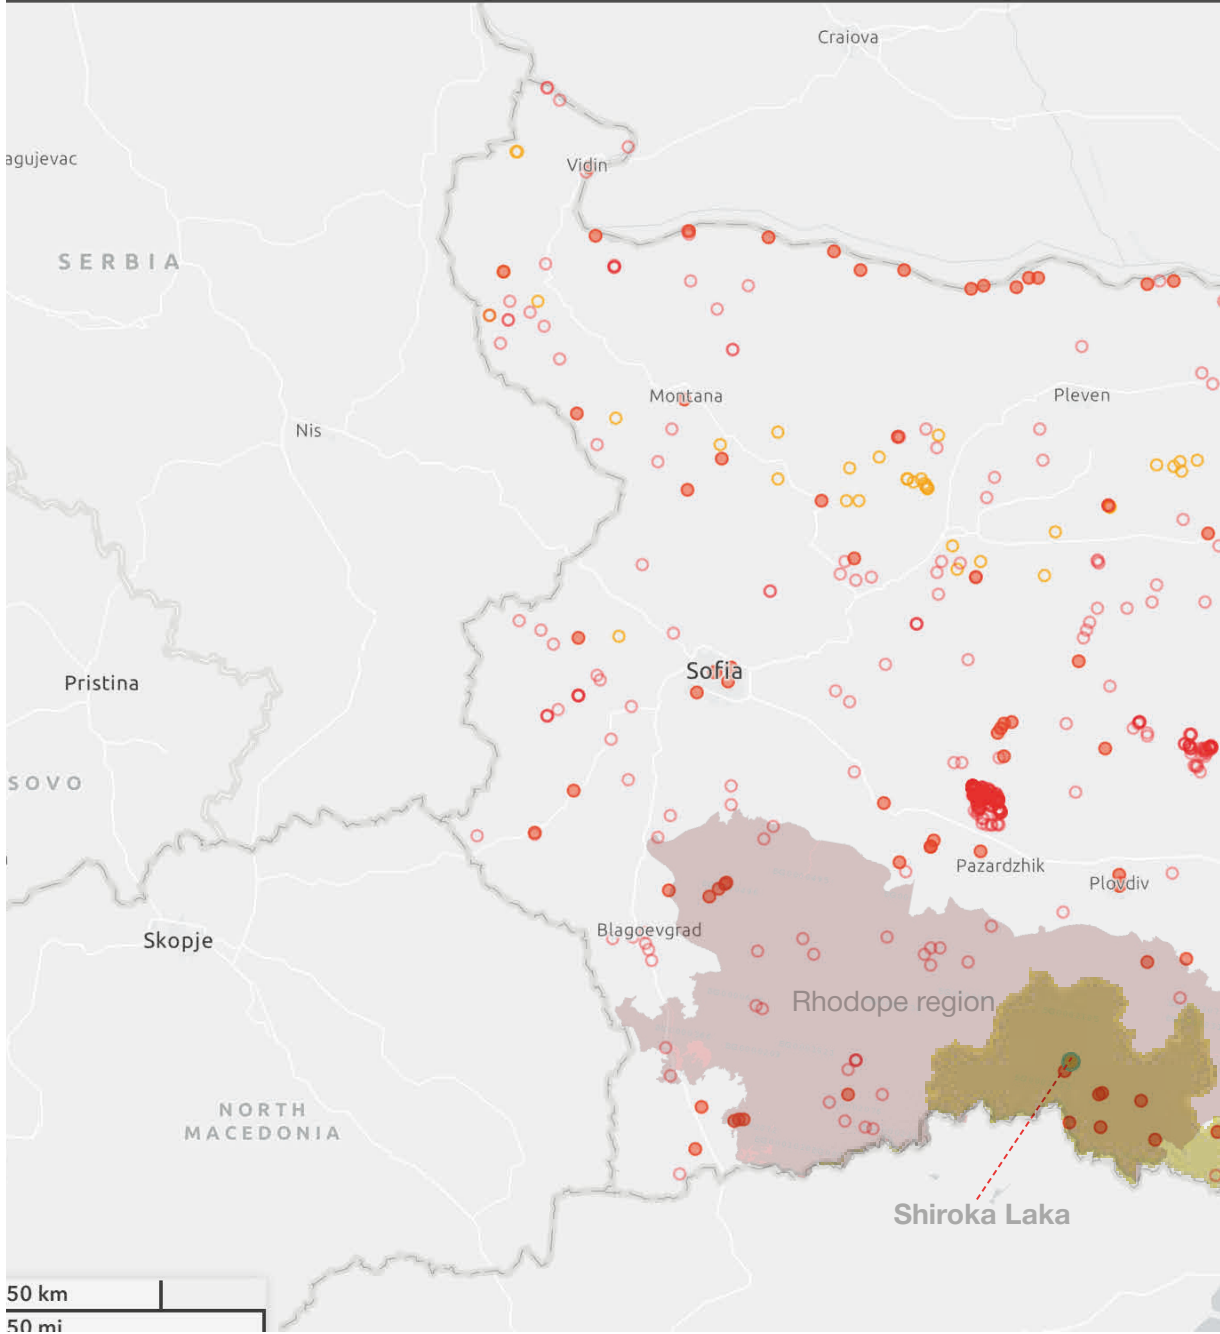 Craiova
agujevac
Vidin
SERBIA
Montana
Pleven
Nis
Sofia
Pristina
SOVO
Pazardzhik
Plovdiv
Blagoevgrad
Skopje
Rhodope region
NORTH
MACEDONIA
Shiroka Laka
50 km
50 mi